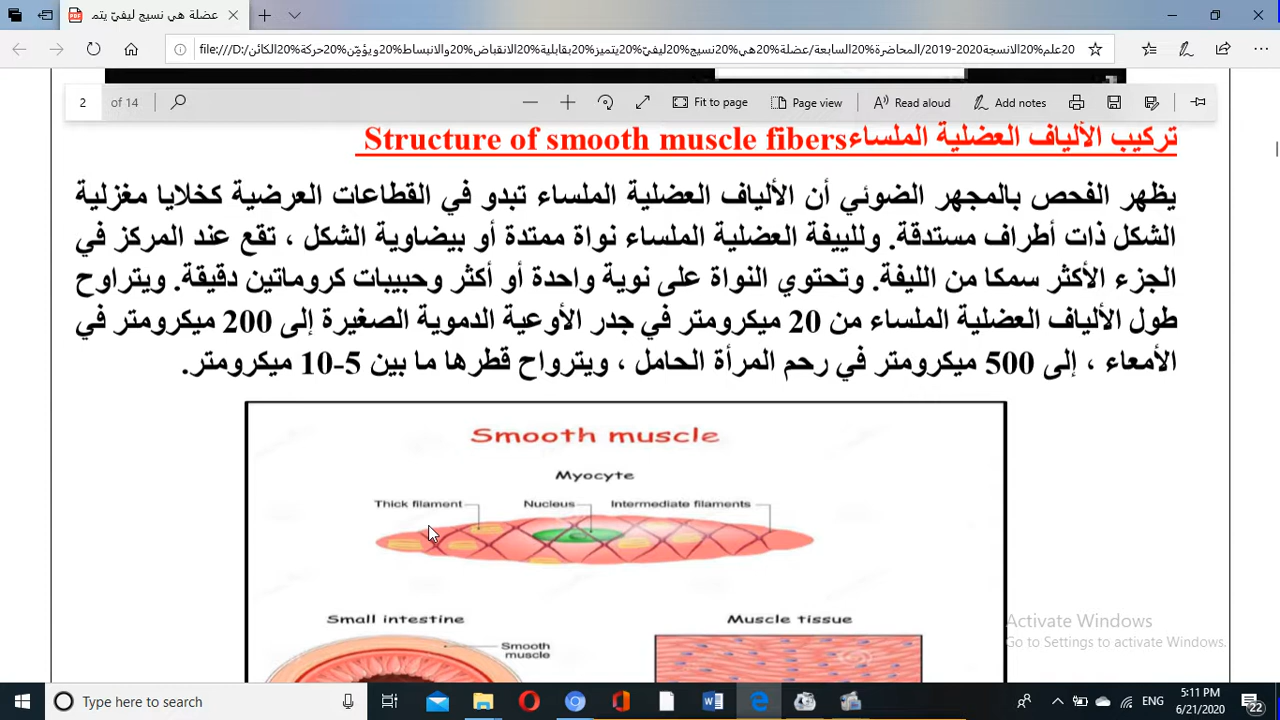 عضلة هي نسيج ليفيّ يتم
file:///D:/علم%20الانسجة%202020-2019/المحاضرة%20السابعة/عضلة%20هي%20نسيج%20ليفيّ%20يتميز%20بقابلية%20الانقباض%20والانبساط%20ويؤمّن%20حركة%20الكائن
2 of 14
Fit to page
Page view
Read aloud
Add notes
تركيب الألياف العضلية الملساء Structure of smooth muscle fibers
يظهر الفحص بالمجهر الضوئي أن الألياف العضلية الملساء تبدو في القطاعات العرضية كخلايا مغزلية
الشكل ذات أطراف مستدقة. ولليفة العضلية الملساء نواة ممتدة أو بيضاوية الشكل ، تقع عند المركز في
الجزء الأكثر سمكا من الليفة. وتحتوي النواة على نوية واحدة أو أكثر وحبيبات كروماتين دقيقة. ويتراوح
طول الألياف العضلية الملساء من 20 ميكرومتر في جدر الأوعية الدموية الصغيرة إلى 200 ميكرومتر في
الأمعاء ، إلى 500 ميكرومتر في رحم المرأة الحامل ، ويترواح قطرها ما بين 5-10 ميكرومتر.
Smooth muscle
Myocyte
Thick filament
Nucleus
Intermediate filaments
Small intestine
Muscle tissue
Smooth
muscle
Activate Windows
Go to Settings to activate Windows.
Type here to search
ENG
5:11 PM
6/21/2020
22